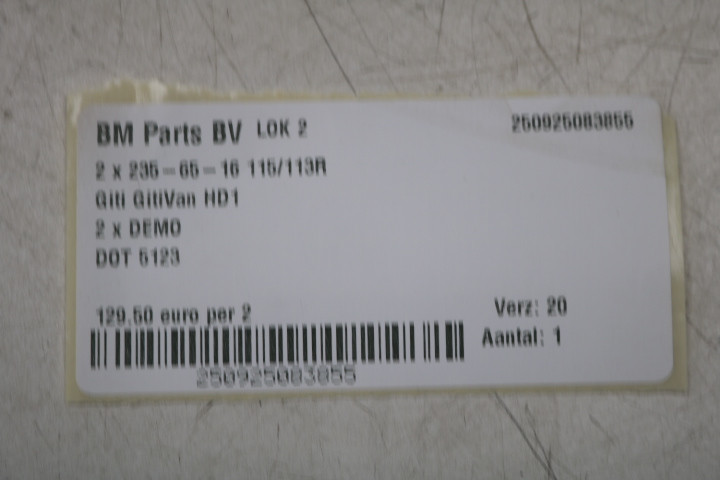 BM Parts BV LOK 2 250925083855
2 x 235-65-16 115/113R
Giti GitiVan HD1
2 x DEMO
DOT 5123
129.50 euro per 2
Verz: 20
Aantal: 1
250925083855